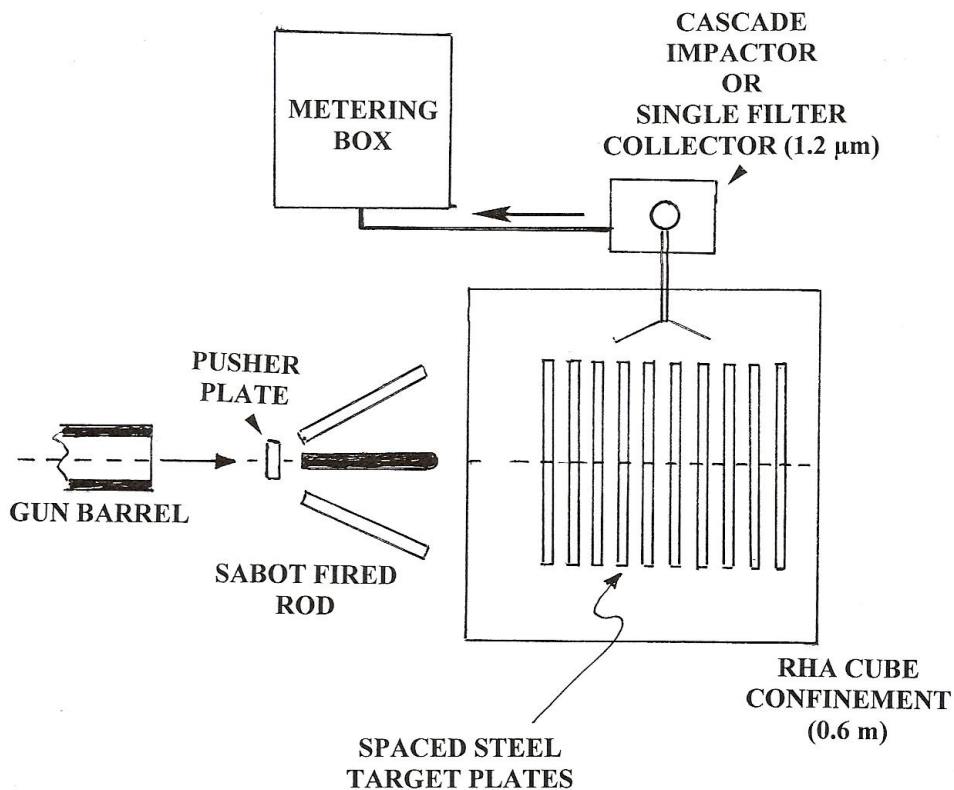 CASCADE
IMPACTOR
OR
SINGLE FILTER
COLLECTOR (1.2 µm)
METERING
BOX
PUSHER
PLATE
GUN BARREL
SABOT FIRED
ROD
RHA CUBE
CONFINEMENT
(0.6 m)
SPACED STEEL
TARGET PLATES